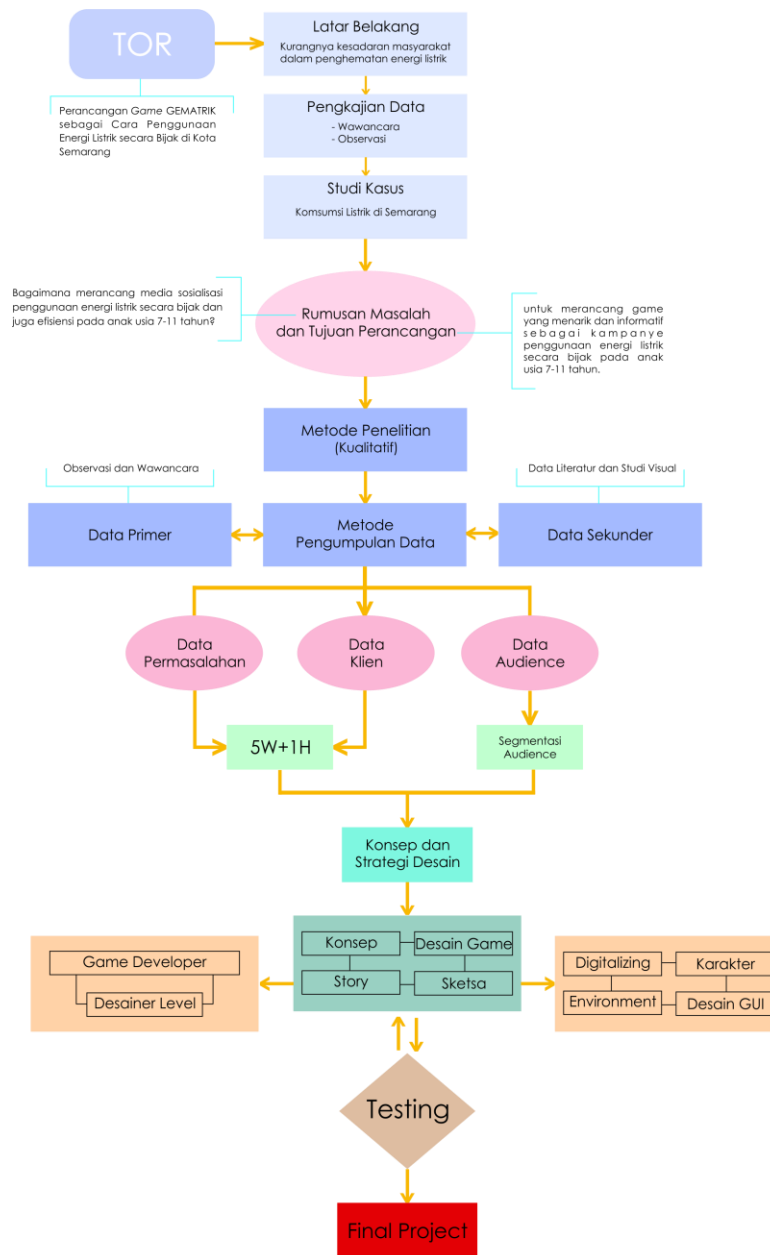 TOR
Latar Belakang
Kurangnya kesadaran masyarakat
dalam penghematan energi listrik
Perancangan Game GEMATRIK
sebagai Cara Penggunaan
Energi Listrik secara Bijak di Kota
Semarang
Pengkajian Data
- Wawancara
- Observasi
Studi Kasus
Komsumsi Listrik di Semarang
Bagaimana merancang media sosialisasi
penggunaan energi listrik secara bijak dan
juga efisiensi pada anak usia 7-11 tahun?
Rumusan Masalah
dan Tujuan Perancangan
untuk merancang game
yang menarik dan informatif
sebagai kampanye
penggunaan energi listrik
secara bijak pada anak
usia 7-11 tahun.
Metode Penelitian
(Kualitatif)
Observasi dan Wawancara
Data Literatur dan Studi Visual
Data Primer
Metode
Pengumpulan Data
Data Sekunder
Data
Permasalahan
Data
Klien
Data
Audience
5W+1H
Segmentasi
Audience
Konsep dan
Strategi Desain
Game Developer
Desainer Level
Konsep
Desain Game
Story
Sketsa
Digitalizing
Karakter
Environment
Desain GUI
Testing
Final Project